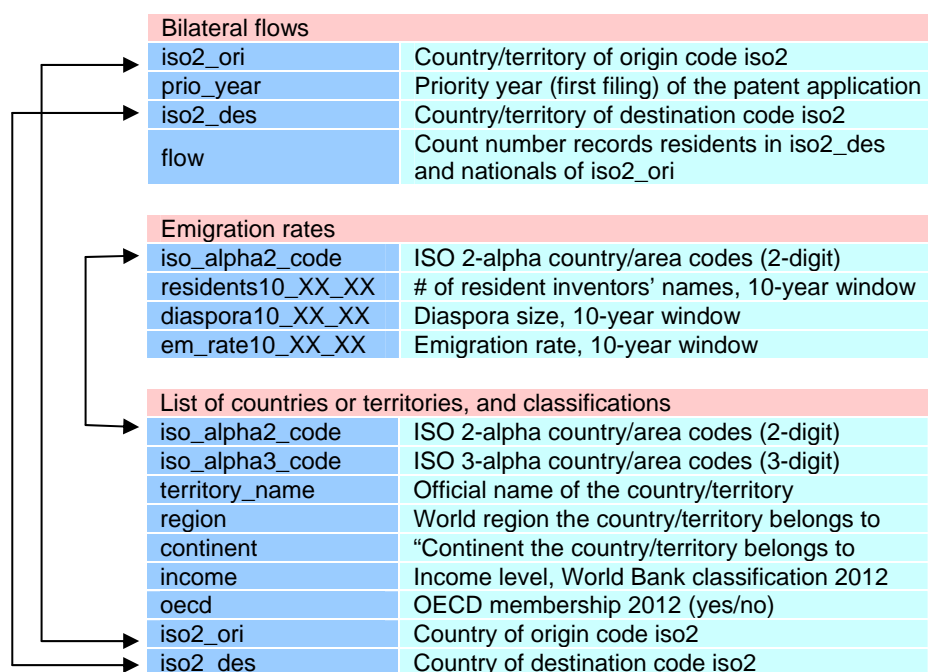 Bilateral flows
iso2_ori Country/territory of origin code iso2
prio_year Priority year (first filing) of the patent application
iso2_des Country/territory of destination code iso2
flow Count number records residents in iso2_des
and nationals of iso2_ori
Emigration rates
iso_alpha2_code ISO 2-alpha country/area codes (2-digit)
residents10_XX_XX # of resident inventors’ names, 10-year window
diaspora10_XX_XX Diaspora size, 10-year window
em_rate10_XX_XX Emigration rate, 10-year window
List of countries or territories, and classifications
iso_alpha2_code ISO 2-alpha country/area codes (2-digit)
iso_alpha3_code ISO 3-alpha country/area codes (3-digit)
territory_name Official name of the country/territory
region World region the country/territory belongs to
continent “Continent the country/territory belongs to
income Income level, World Bank classification 2012
oecd OECD membership 2012 (yes/no)
iso2_ori Country of origin code iso2
iso2_des Country of destination code iso2